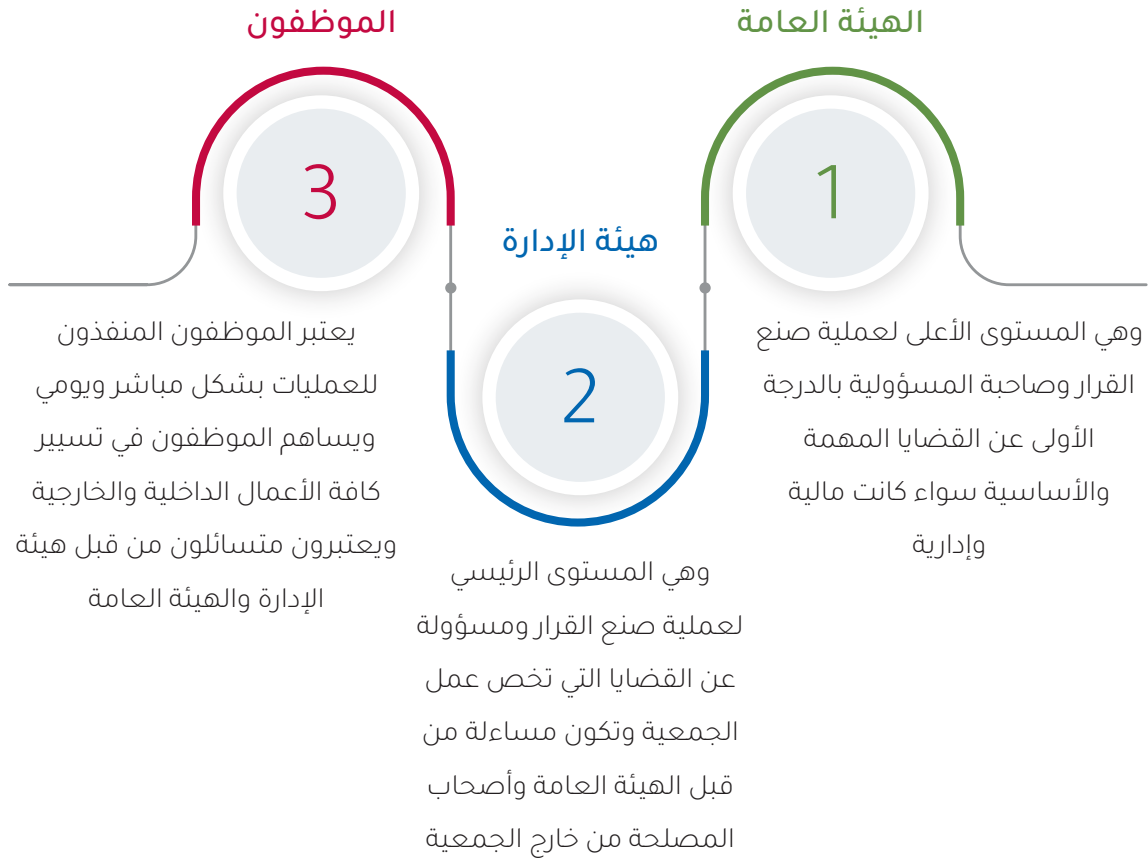 الهيئة العامة
1
وهي المستوى الأعلى لعملية صنع
القرار وصاحبة المسؤولية بالدرجة
الأولى عن القضايا المهمة
والأساسية سواء كانت مالية
وإدارية
هيئة الإدارة
2
وهي المستوى الرئيسي
لعملية صنع القرار ومسؤولة
عن القضايا التي تخص عمل
الجمعية وتكون مساءلة من
قبل الهيئة العامة وأصحاب
المصلحة من خارج الجمعية
الموظفون
3
يعتبر الموظفون المنفذون
للعمليات بشكل مباشر ويومي
ويساهم الموظفون في تسيير
كافة الأعمال الداخلية والخارجية
ويعتبرون متسائلون من قبل هيئة
الإدارة والهيئة العامة